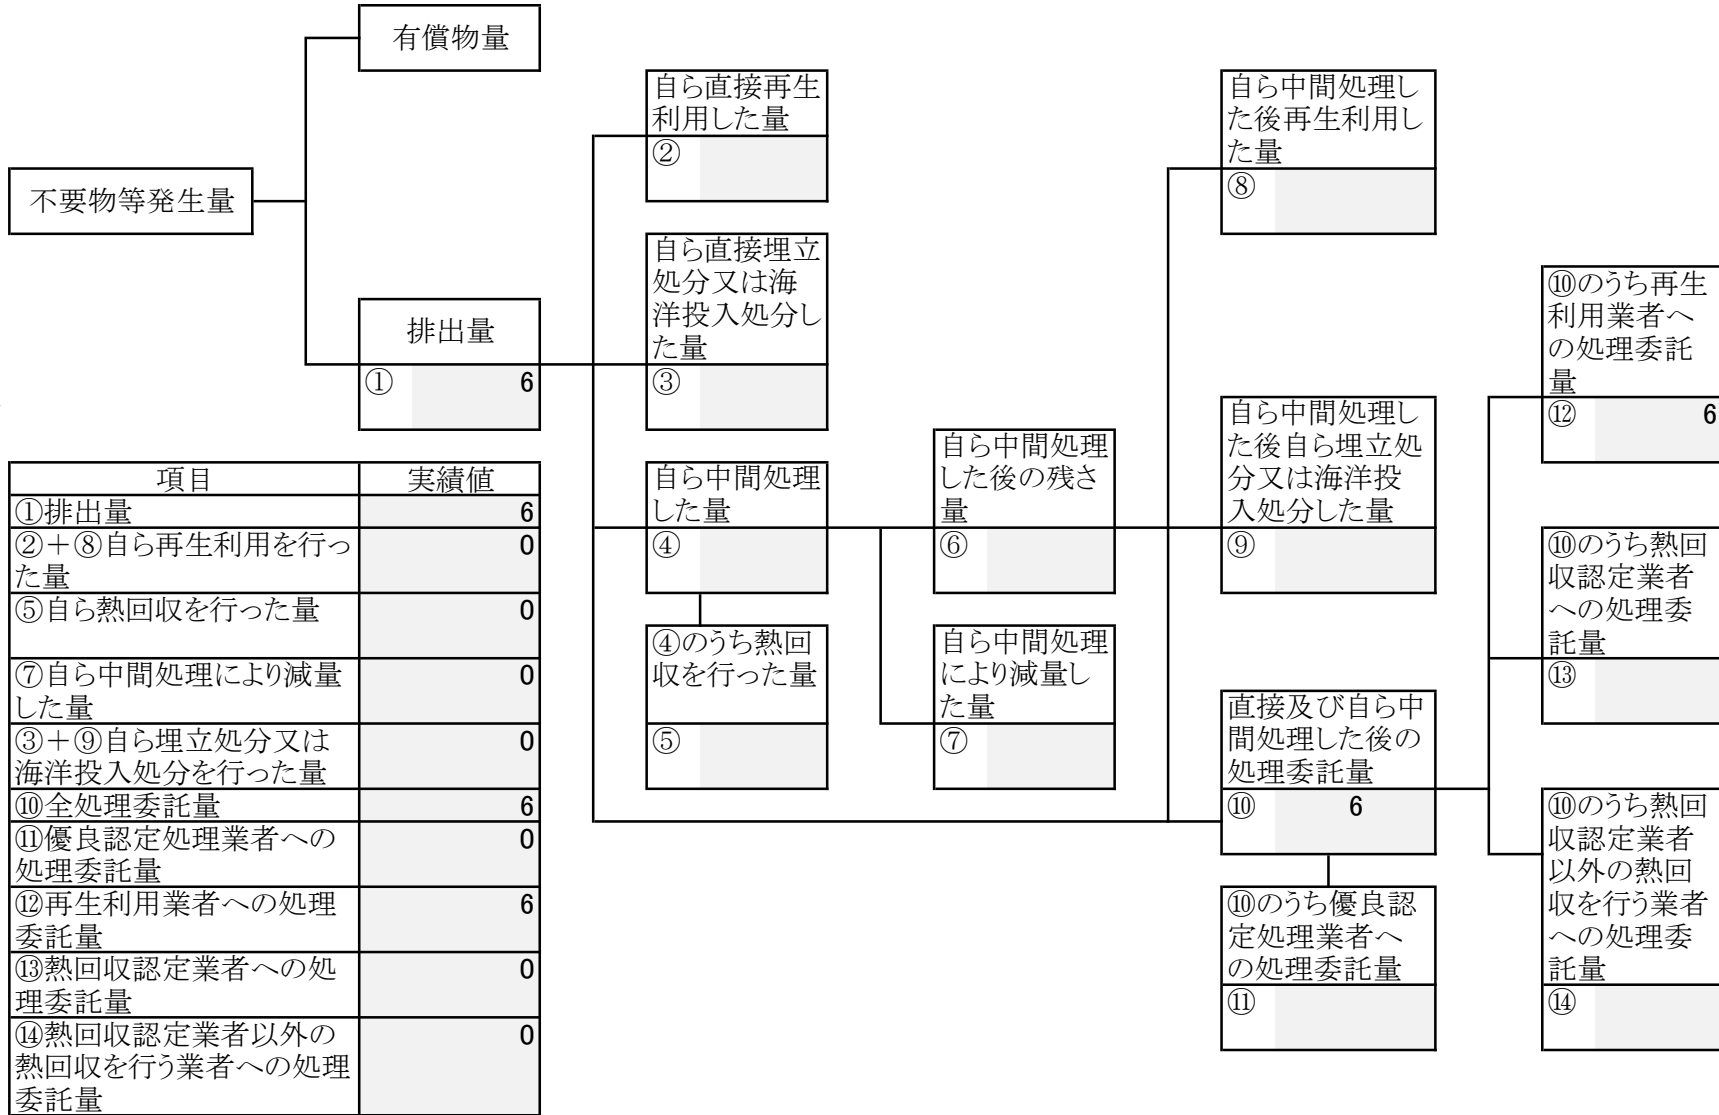 有償物量
不要物等発生量
排出量
① 6
自ら直接再生
利用した量
②
自ら直接埋立
処分又は海
洋投入処分し
た量
③
自ら中間処理
した量
④
④のうち熱回
収を行った量
⑤
自ら中間処理
した後の残さ
量
⑥
自ら中間処理
により減量し
た量
⑦
自ら中間処理し
た後再生利用し
た量
⑧
自ら中間処理し
た後自ら埋立処
分又は海洋投
入処分した量
⑨
直接及び自ら中
間処理した後の
処理委託量
⑩ 6
⑩のうち優良認
定処理業者へ
の処理委託量
⑪
⑩のうち再生
利用業者へ
の処理委託
量
⑫ 6
⑩のうち熱回
収認定業者
への処理委
託量
⑬
⑩のうち熱回
収認定業者
以外の熱回
収を行う業者
への処理委
託量
⑭
項目 実績値
①排出量 6
②＋⑧自ら再生利用を行っ 0
た量
⑤自ら熱回収を行った量 0
⑦自ら中間処理により減量 0
した量
③＋⑨自ら埋立処分又は 0
海洋投入処分を行った量
⑩全処理委託量 6
⑪優良認定処理業者への 0
処理委託量
⑫再生利用業者への処理 6
委託量
⑬熱回収認定業者への処 0
理委託量
⑭熱回収認定業者以外の 0
熱回収を行う業者への処理
委託量